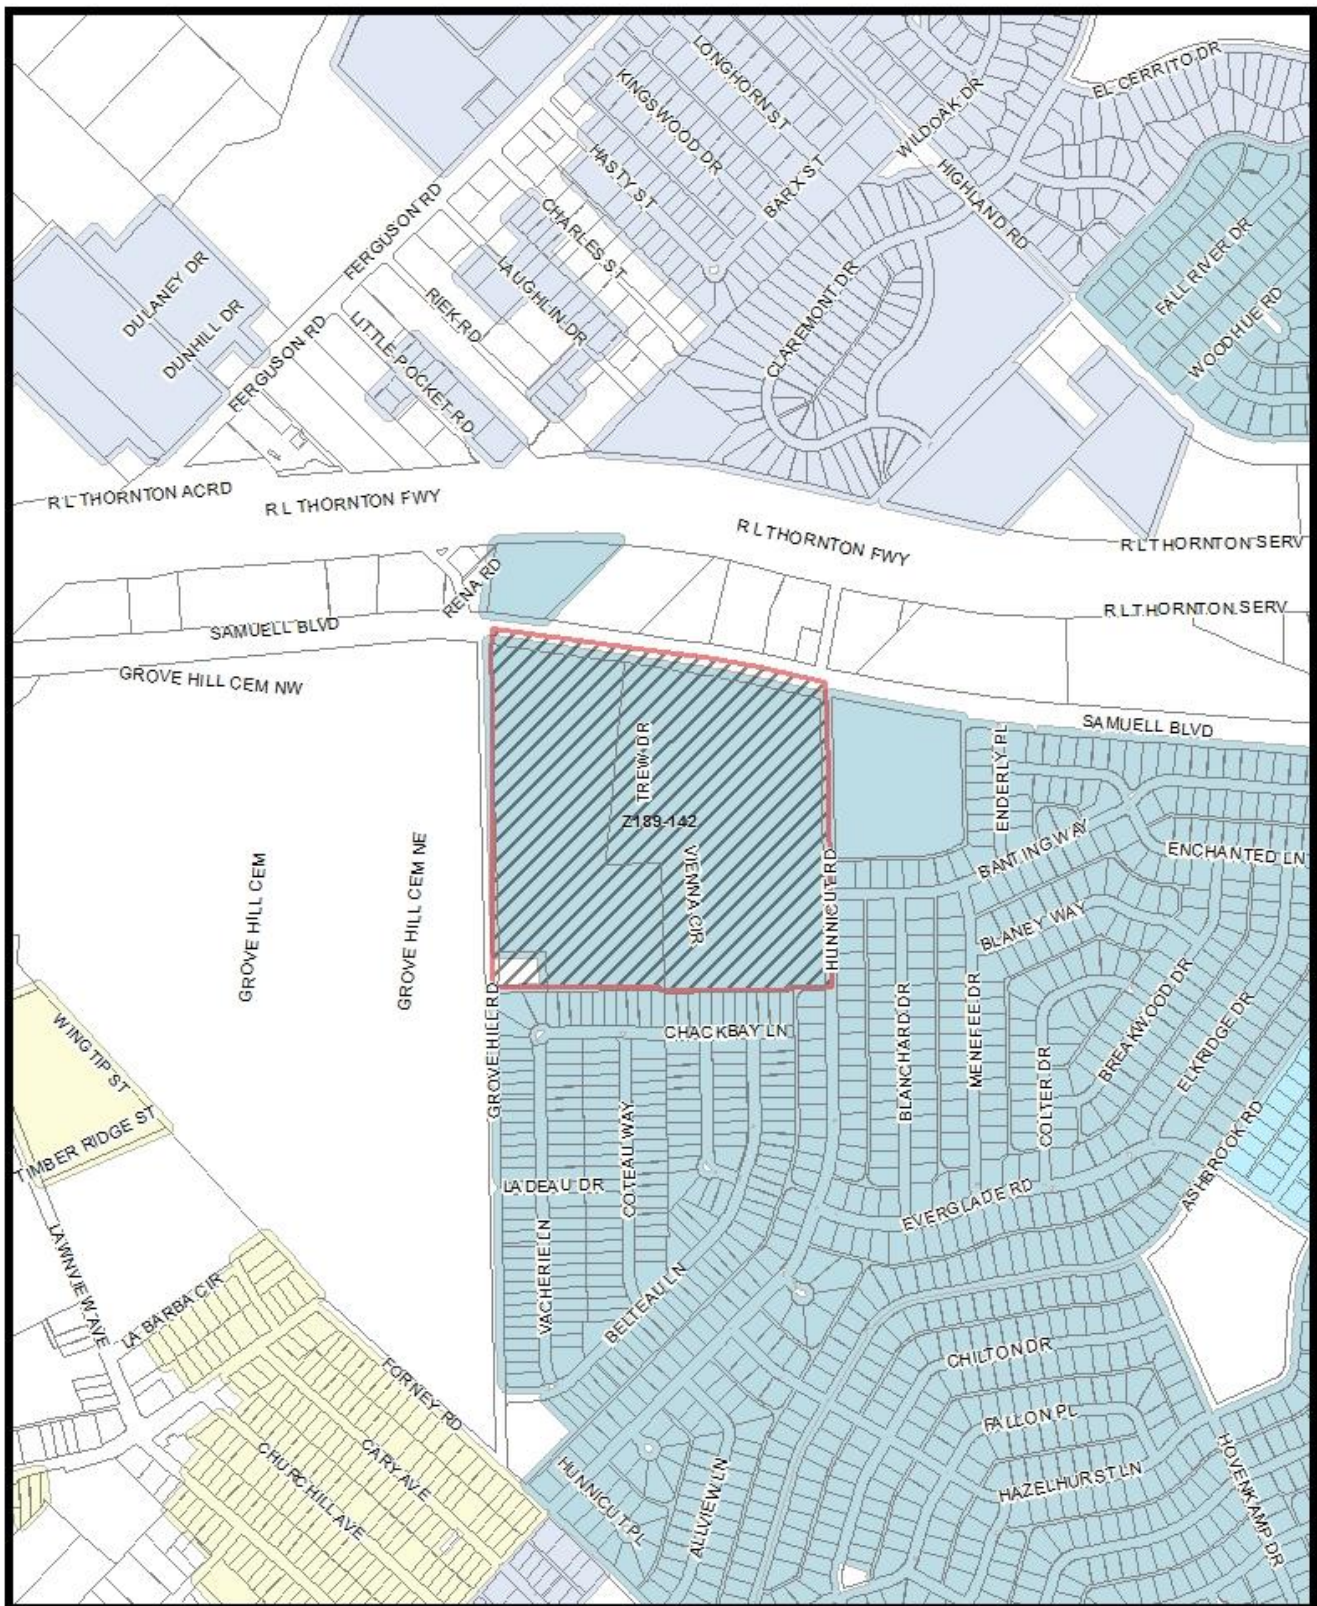 LONGHORN ST
EL CERRITO DR
KINGSWOOD DR
WILDOAK DR
HASTY ST
BARX ST
HIGHLAND RD
FERGUSON RD
CHARLES ST
FALL RIVER DR
DULANEY DR
LAUGHLIN DR
CLAREMONT DR
RIEK RD
WOODHUE RD
DUNHILL DR
LITTLE POCKET RD
FERGUSON RD
R L THORNTON ACRD
R L THORNTON FWY
R L THORNTON FWY
R L THORNTON SERV
RENA RD
R L THORNTON SERV
SAMUELL BLVD
GROVE HILL CEM NW
SAMUELL BLVD
TREW DR
ENDERLY PL
Z189-142
BANTING WAY
ENCHANTED LN
VIENNA CIR
HUNNICUT RD
GROVE HILL CEM
GROVE HILL CEM NE
BLANEY WAY
BREAKWOOD DR
ELKRIDGE DR
WINGTIP ST
CHACKBAY LN
BLANCHARD DR
MENEFEE DR
GROVE HILL RD
COLTER DR
TIMBER RIDGE ST
COTEAU WAY
ASHBROOK RD
LADEAU DR
EVERGLADE RD
LAWNVIEW AVE
VACHERIE LN
LA BARBA CIR
BELTEAU LN
CHILTON DR
FORNEY RD
FALLON PL
CARY AVE
CHURCHILL AVE
HUNNICUT PL
ALLVIEW LN
HAZELHURST LN
HOVENKAMP DR